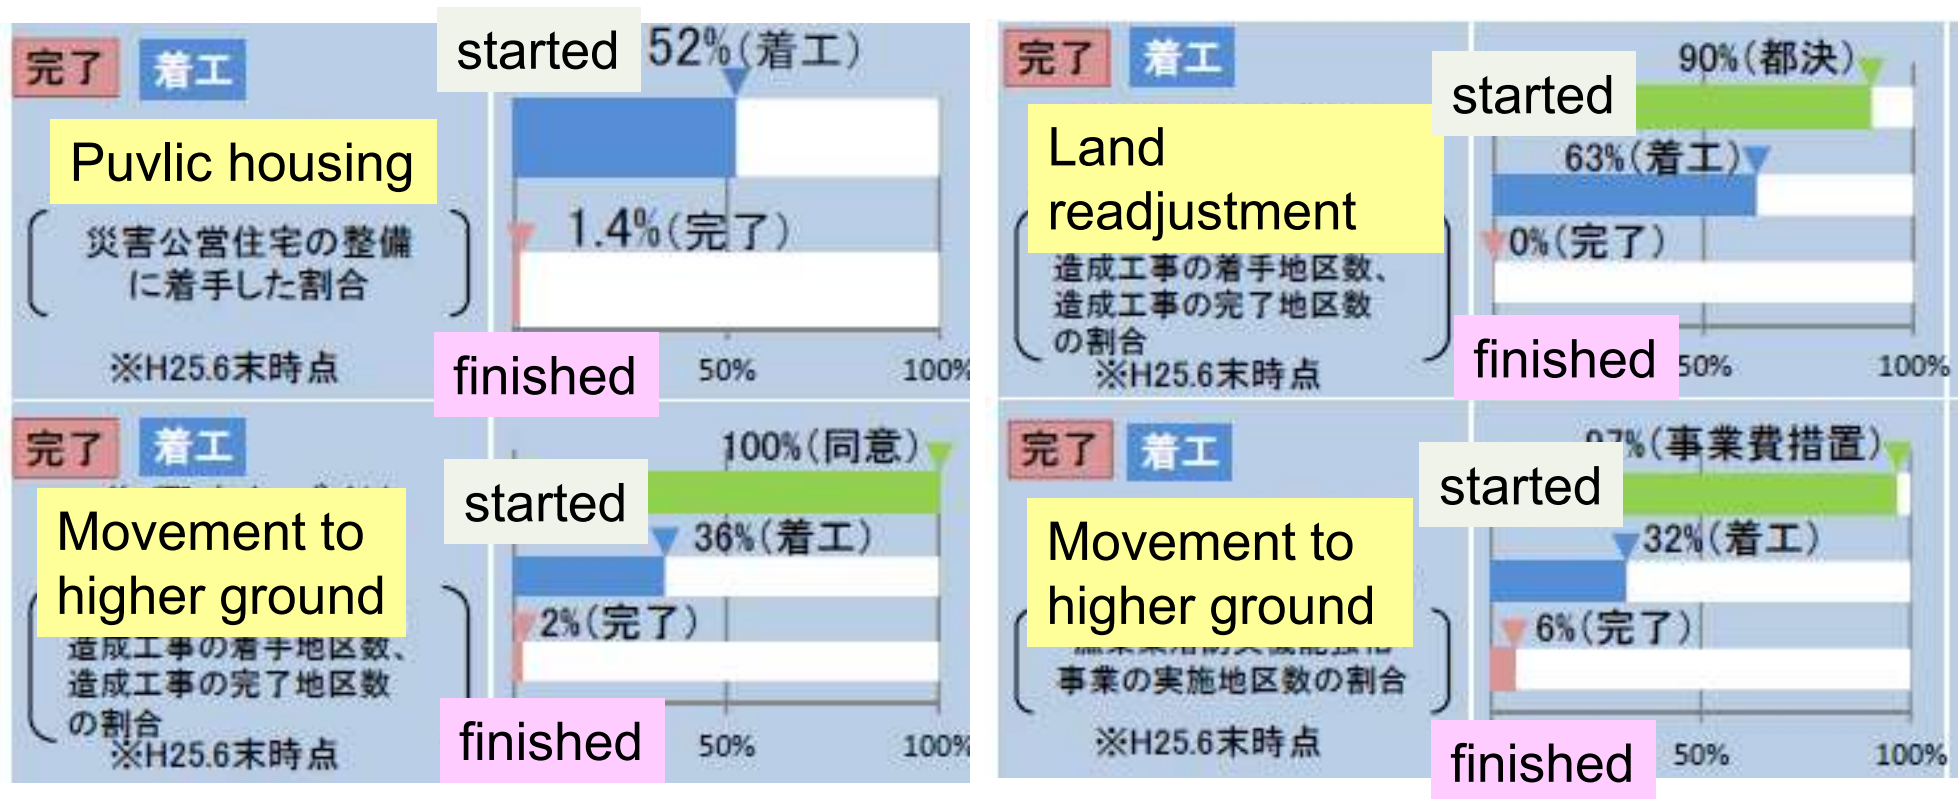 完了 着工
started
52%(着工)
Puvlic housing
1.4%(完了)
災害公営住宅の整備
に着手した割合
※H25.6末時点
finished
50% 100%
完了 着工
90%(都決)
started
Land
readjustment
63%(着工)
0%(完了)
造成工事の着手地区数、
造成工事の完了地区数
の割合
※H25.6末時点
finished
50% 100%
完了 着工
100%(同意)
started
Movement to
higher ground
36%(着工)
2%(完了)
造成工事の着手地区数、
造成工事の完了地区数
の割合
※H25.6末時点
finished
50% 100%
完了 着工
97%(事業費措置)
started
Movement to
higher ground
32%(着工)
6%(完了)
事業の実施地区数の割合
※H25.6末時点
finished
50% 100%